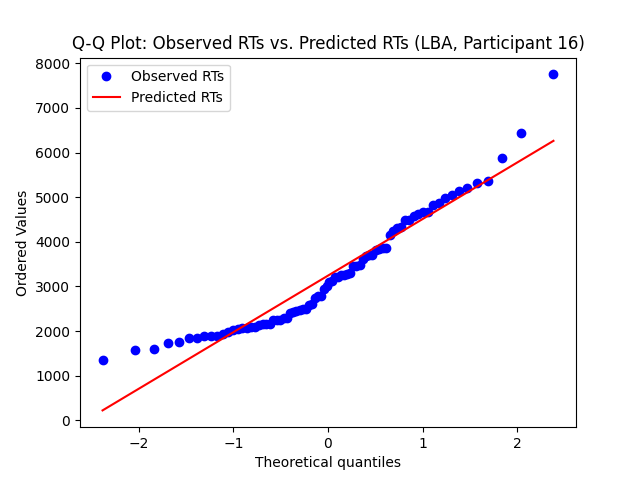 Q-Q Plot: Observed RTs vs. Predicted RTs (LBA, Participant 16)
Observed RTs
Predicted RTs
8000
7000
6000
5000
4000
3000
2000
1000
0
Ordered Values
−2
−1
0
1
2
Theoretical quantiles